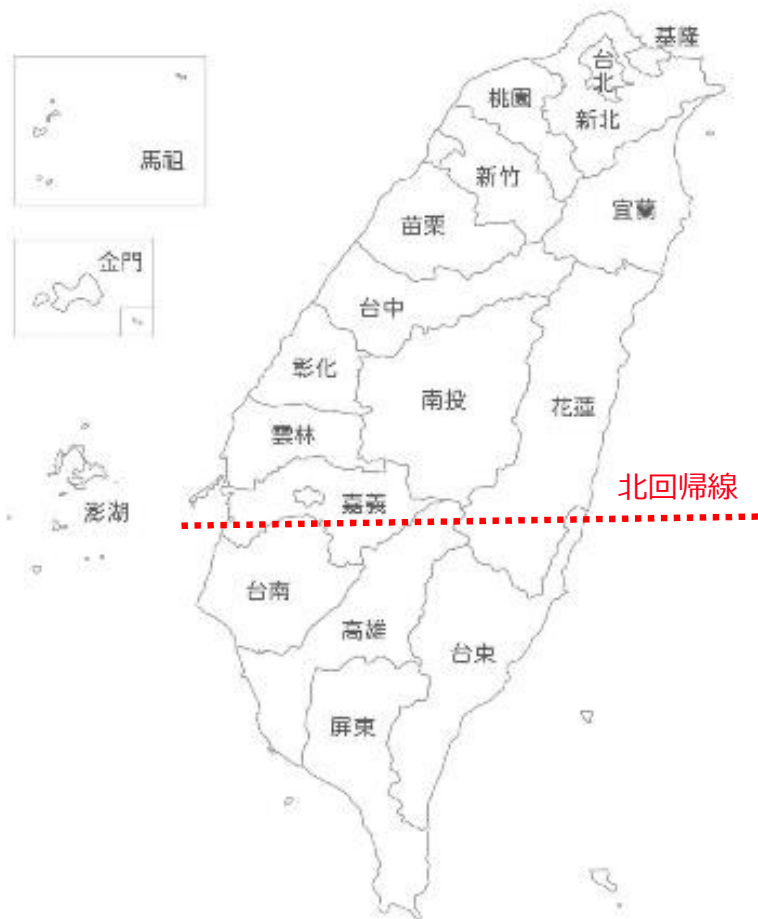 基隆
台北
桃園
新北
馬祖
新竹
宜蘭
苗栗
金門
台中
彰化
南投
花蓮
雲林
北回帰線
嘉義
澎湖
台南
高雄
台東
屏東